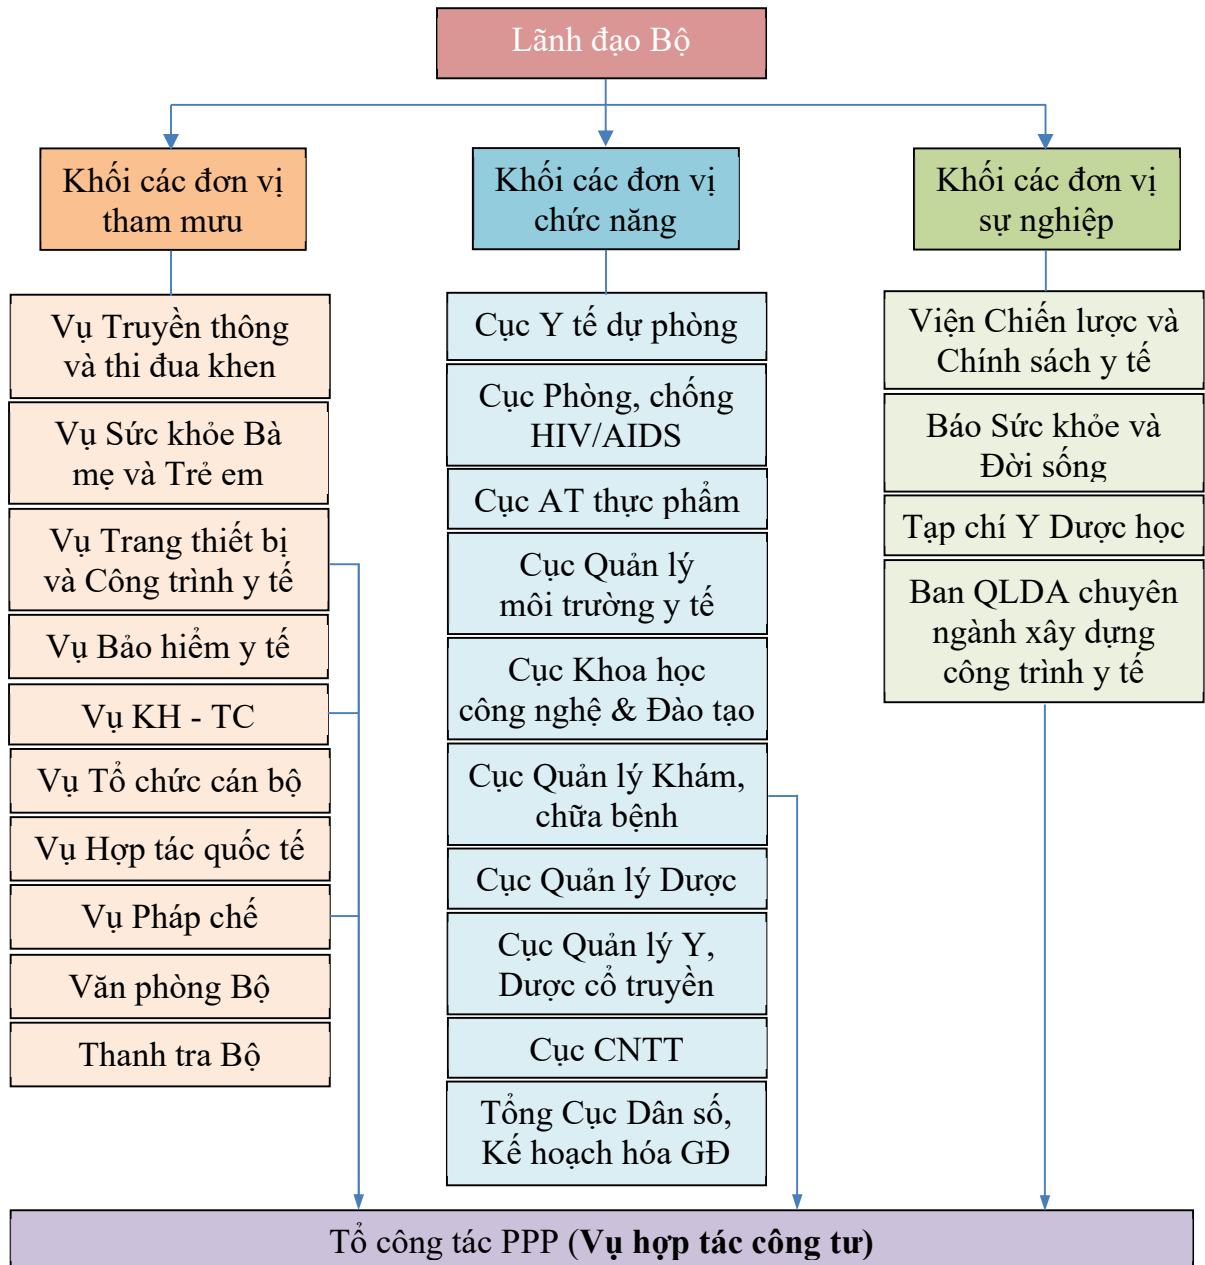 Lãnh đạo Bộ
Khối các đơn vị
tham mưu
Vụ Truyền thông
và thi đua khen
Vụ Sức khỏe Bà
mẹ và Trẻ em
Vụ Trang thiết bị
và Công trình y tế
Vụ Bảo hiểm y tế
Vụ KH - TC
Vụ Tổ chức cán bộ
Vụ Hợp tác quốc tế
Vụ Pháp chế
Văn phòng Bộ
Thanh tra Bộ
Khối các đơn vị
chức năng
Cục Y tế dự phòng
Cục Phòng, chống
HIV/AIDS
Cục AT thực phẩm
Cục Quản lý
môi trường y tế
Cục Khoa học
công nghệ & Đào tạo
Cục Quản lý Khám,
chữa bệnh
Cục Quản lý Dược
Cục Quản lý Y,
Dược cổ truyền
Cục CNTT
Tổng Cục Dân số,
Kế hoạch hóa GĐ
Khối các đơn vị
sự nghiệp
Viện Chiến lược và
Chính sách y tế
Báo Sức khỏe và
Đời sống
Tạp chí Y Dược học
Ban QLDA chuyên
ngành xây dựng
công trình y tế
Tổ công tác PPP (Vụ hợp tác công tư)